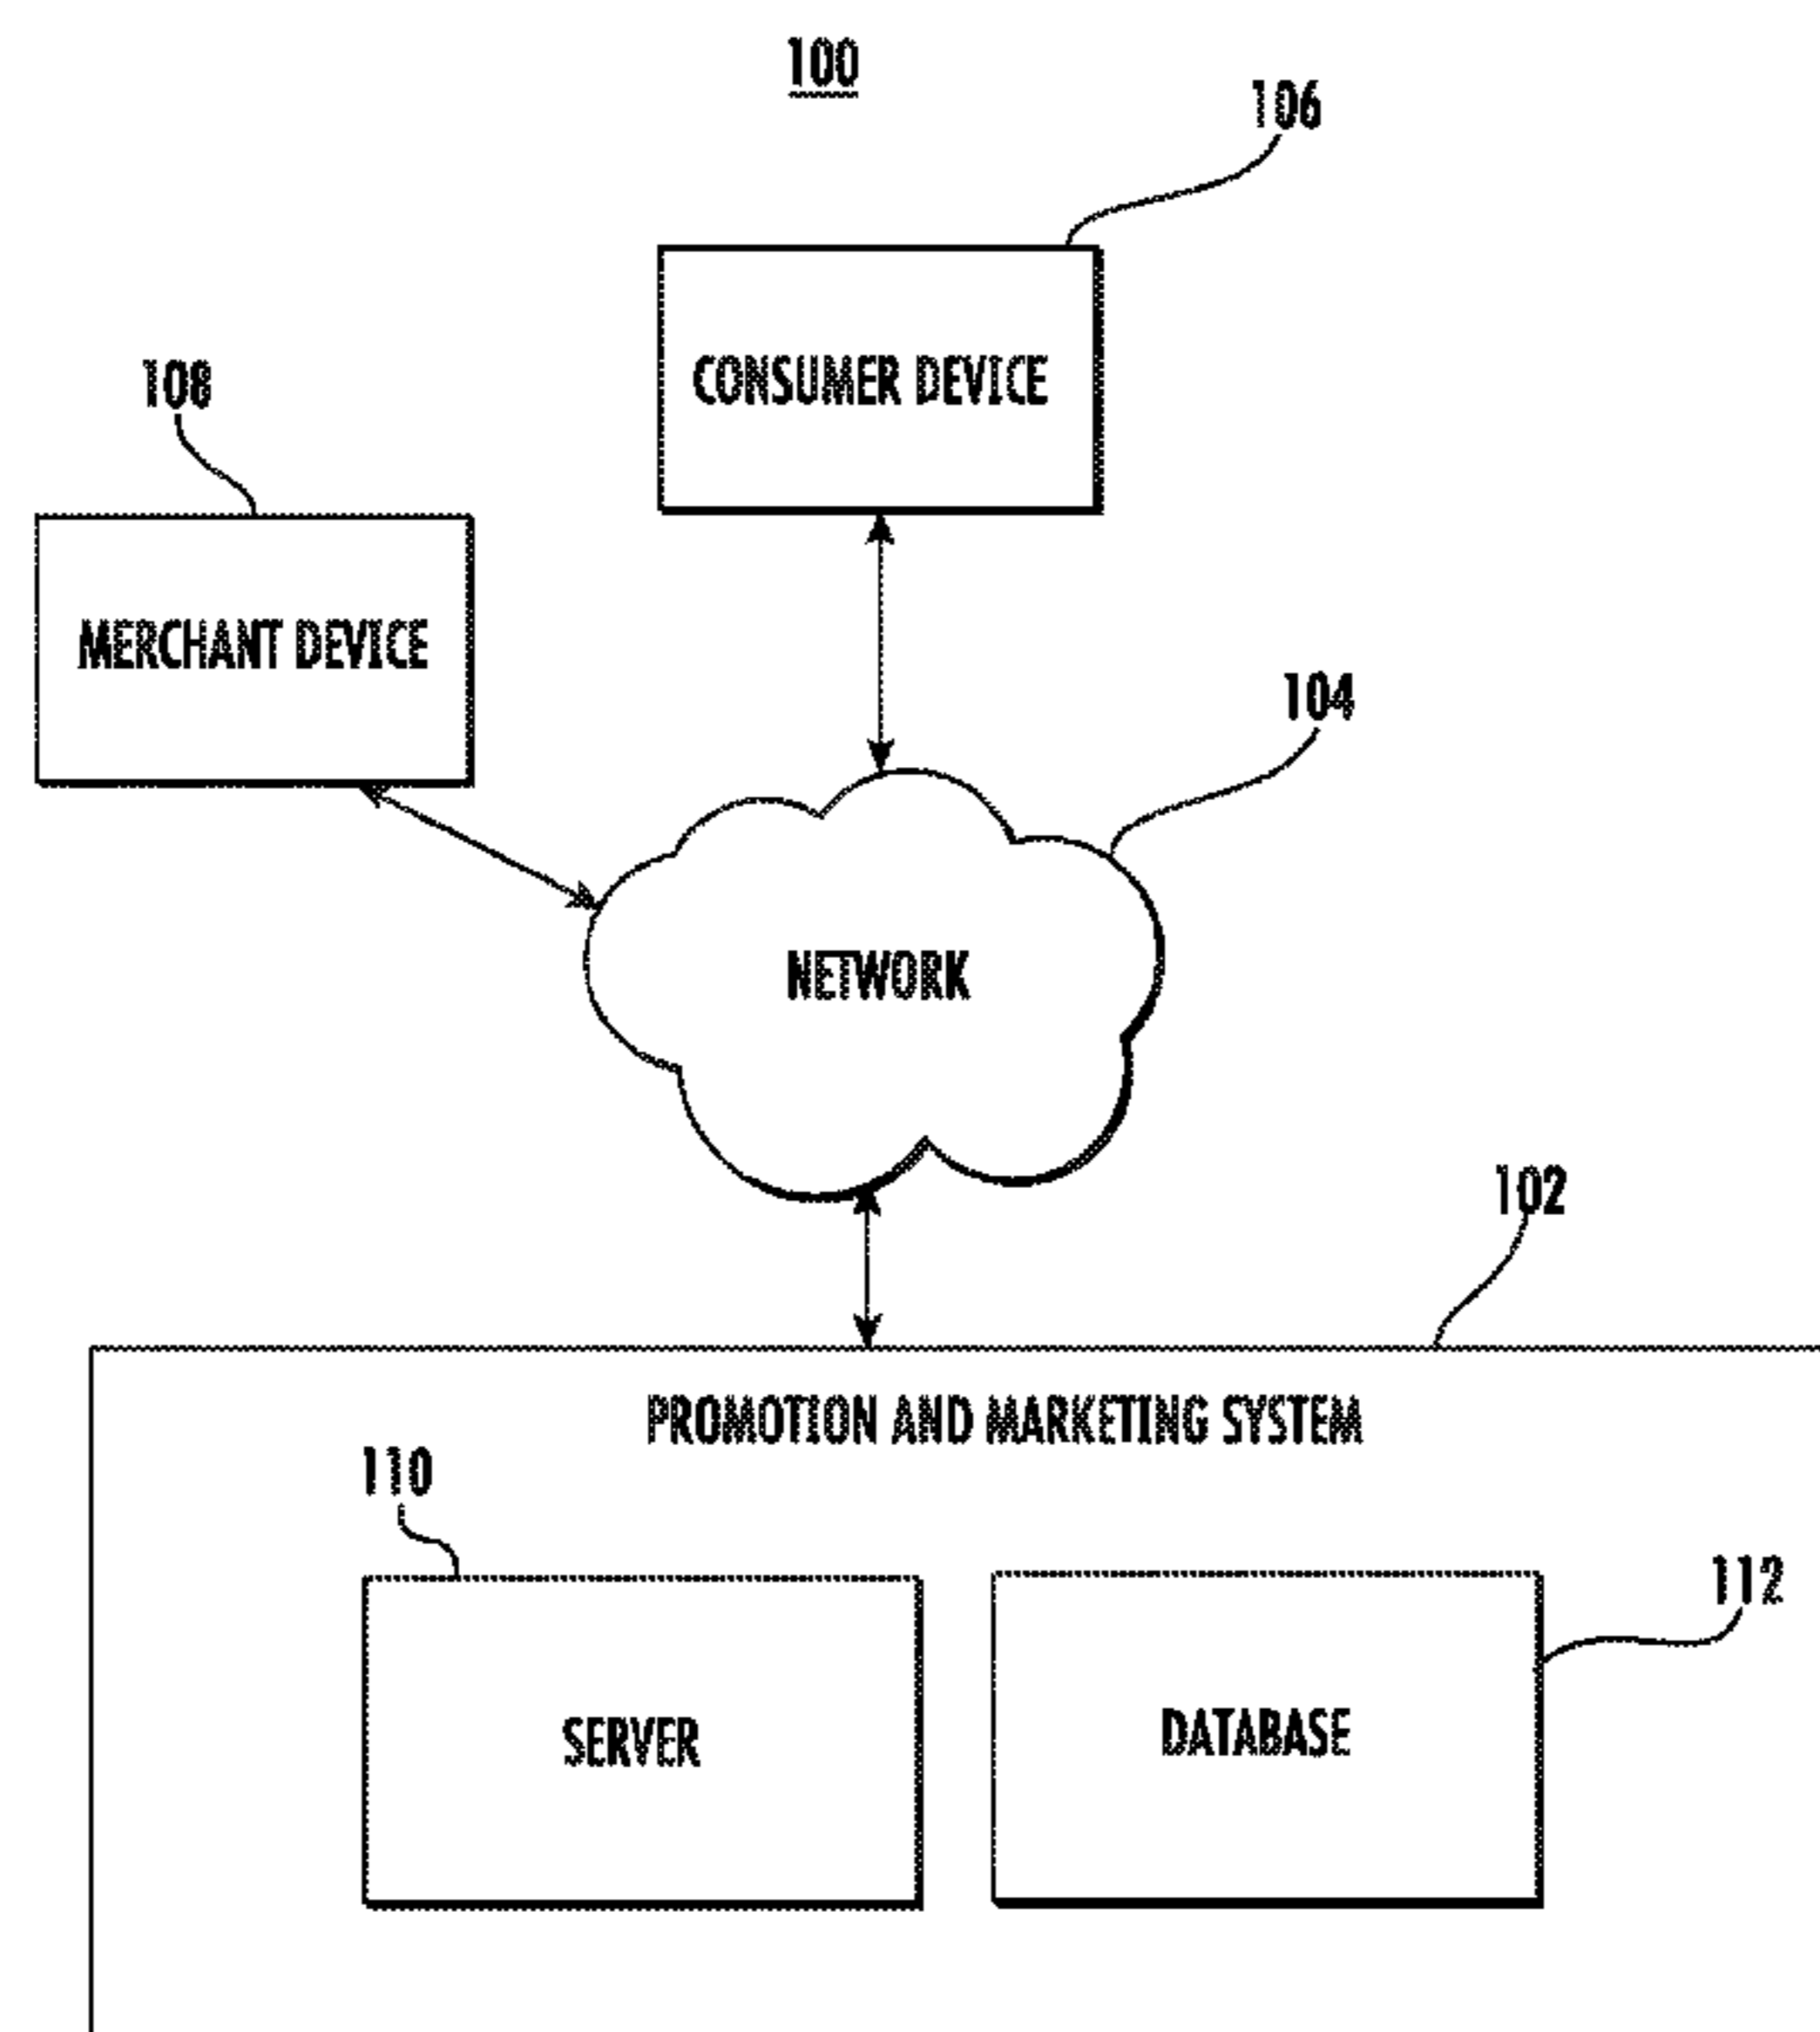 100
106
CONSUMER DEVICE
108
MERCHANT DEVICE
104
NETWORK
102
PROMOTION AND MARKETING SYSTEM
110
112
SERVER
DATABASE